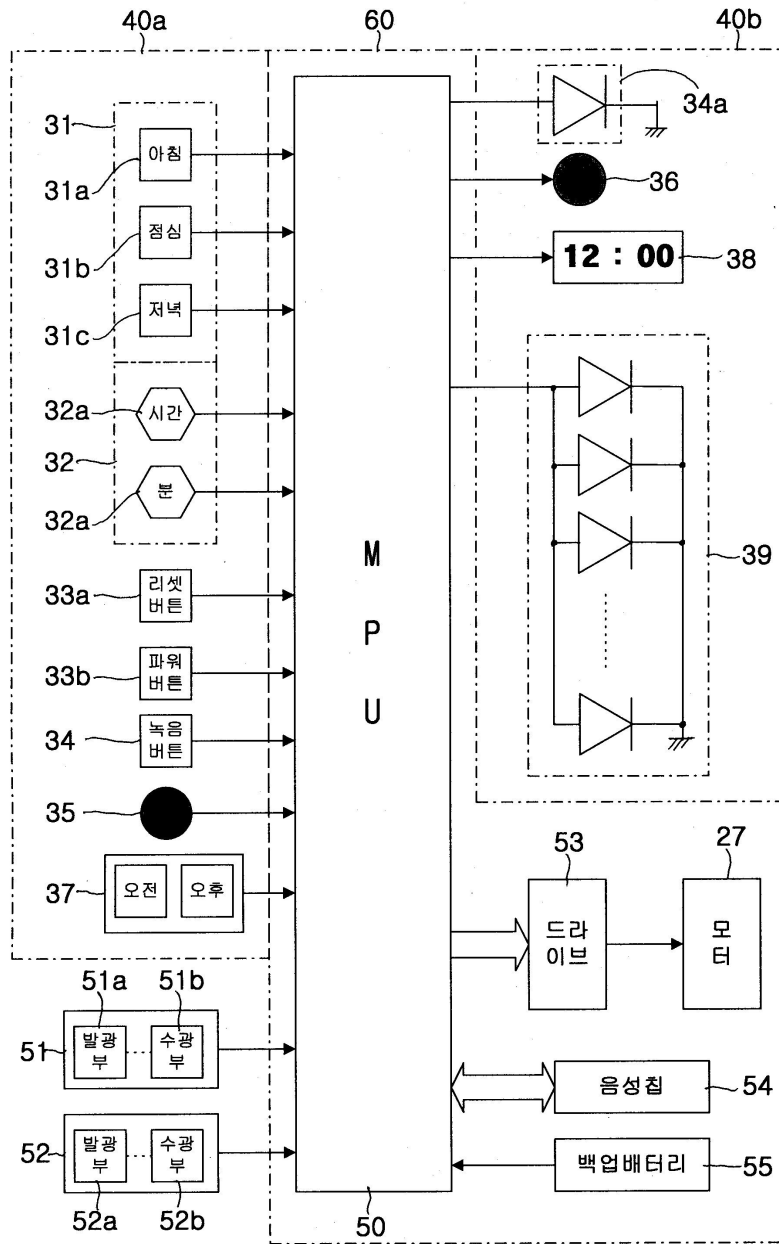 40a
60
40b
31
아침
31a
34a
36
점심
31b
12 : 00
38
저녁
31c
32a
시간
32
분
32a
M
P
U
39
33a
리셋
버튼
33b
파워
버튼
34
녹음
버튼
35
53
27
37
오전
오후
드라
이브
모
터
51a
51b
51
발광
부
수광
부
음성칩
54
52
발광
부
수광
부
백업배터리
55
52a
52b
50